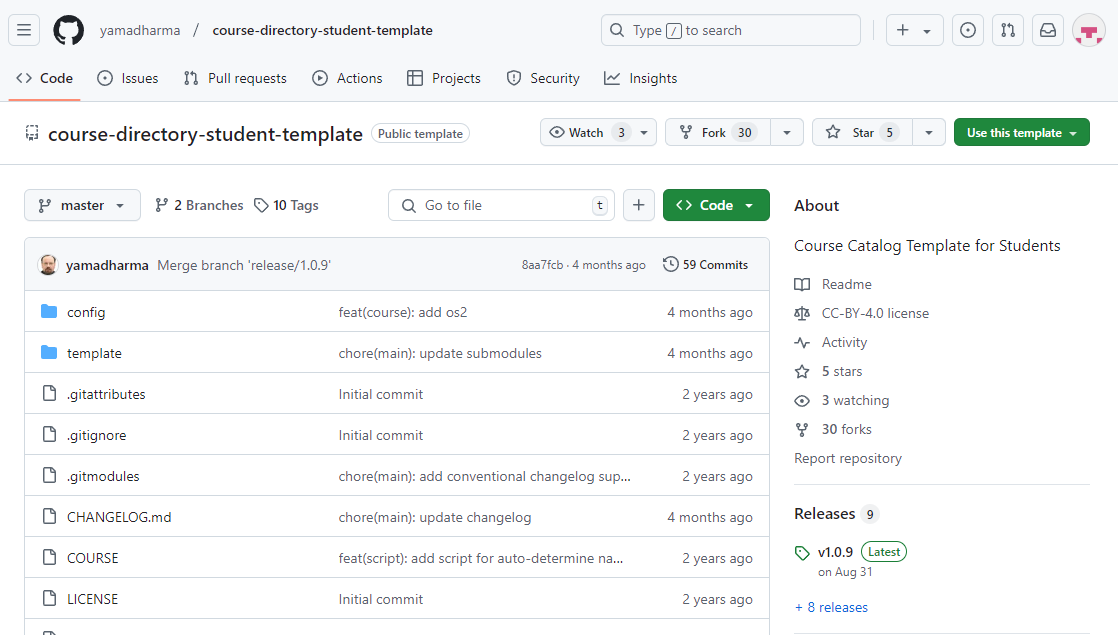 yamadharma / course-directory-student-template Type / to search
Code Issues Pull requests Actions Projects Security Insights
course-directory-student-template Public template Watch 3 Fork 30 Star 5 Use this template
master 2 Branches 10 Tags Go to file t + Code
yamadharma Merge branch 'release/1.0.9' 8aa7fcb · 4 months ago 59 Commits
config feat(course): add os2 4 months ago
template chore(main): update submodules 4 months ago
.gitattributes Initial commit 2 years ago
.gitignore Initial commit 2 years ago
.gitmodules chore(main): add conventional changelog sup... 2 years ago
CHANGELOG.md chore(main): update changelog 4 months ago
COURSE feat(script): add script for auto-determine na... 2 years ago
LICENSE Initial commit 2 years ago
About
Course Catalog Template for Students
Readme
CC-BY-4.0 license
Activity
5 stars
3 watching
30 forks
Report repository
Releases 9
v1.0.9 Latest
on Aug 31
+ 8 releases